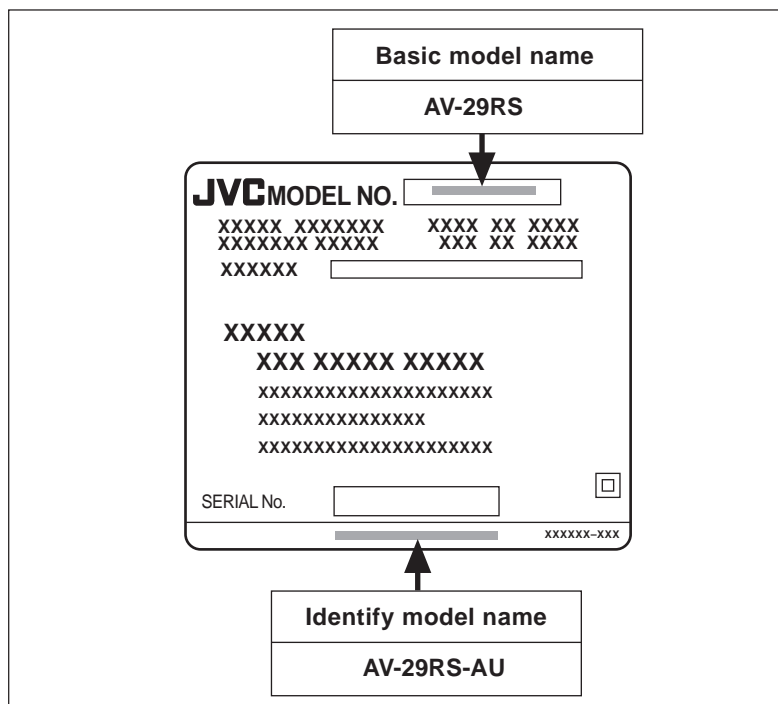 Basic model name
AV-29RS
JVC MODEL NO.
XXXXX XXXXXXX XXXX XX XXXX
XXXXXXX XXXXX XXX XX XXXX
XXXXXX
XXXXX
XXX XXXXX XXXXX
XXXXXXXXXXXXXXXXXXXXX
XXXXXXXXXXXXXXX
XXXXXXXXXXXXXXXXXXXXX
SERIAL No.
XXXXXX–XXX
Identify model name
AV-29RS-AU